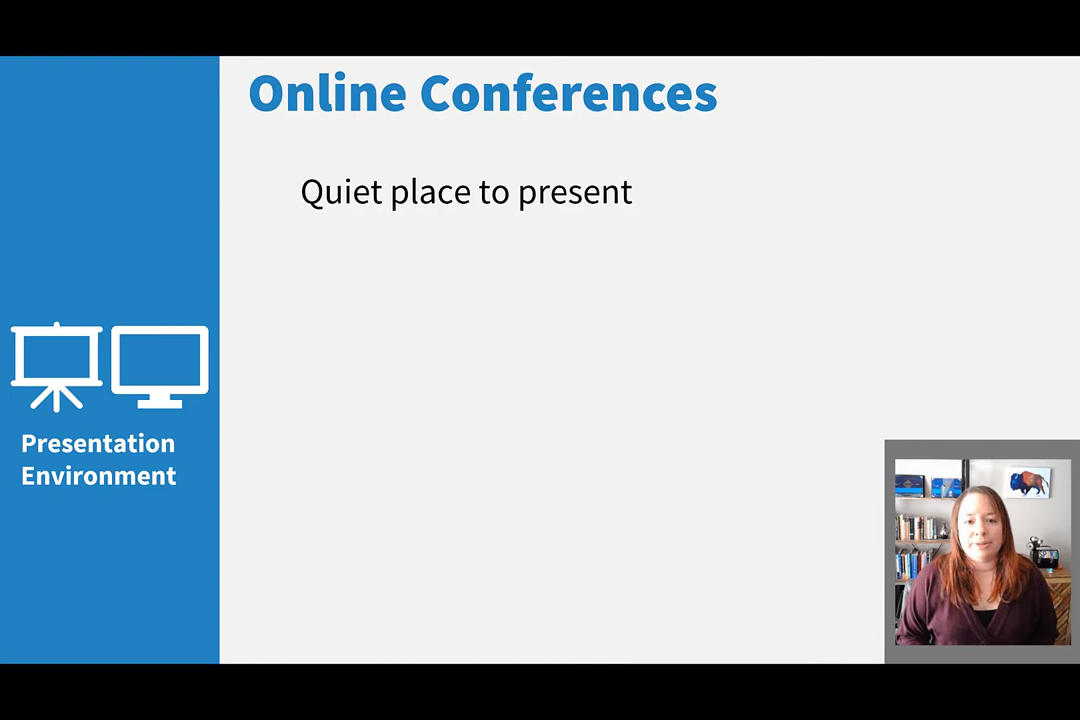 Online Conferences
Quiet place to present
Presentation
Environment